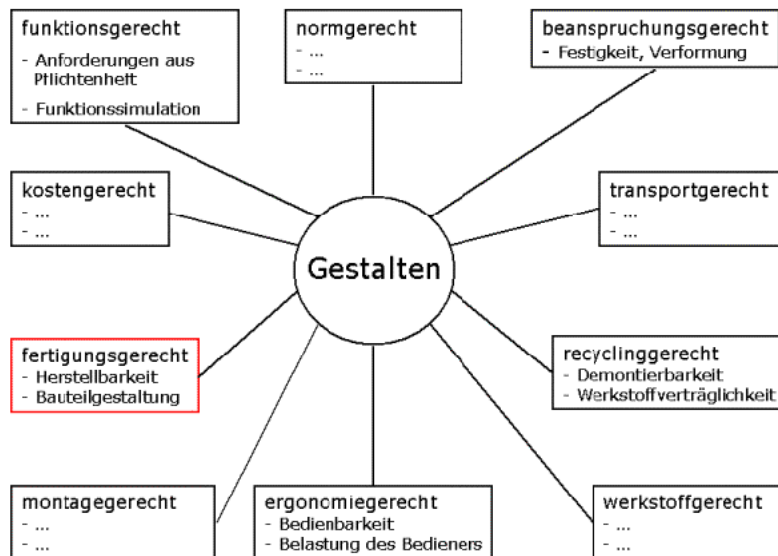 funktionsgerecht
- Anforderungen aus
Pflichtenheft
- Funktionssimulation
normgerecht
- ...
- ...
beanspruchungsgerecht
- Festigkeit, Verformung
kostengerecht
- ...
- ...
transportgerecht
- ...
- ...
Gestalten
fertigungsgerecht
- Herstellbarkeit
- Bauteilgestaltung
recyclinggerecht
- Demontierbarkeit
- Werkstoffverträglichkeit
montagegerecht
- ...
- ...
ergonomiegerecht
- Bedienbarkeit
- Belastung des Bedieners
werkstoffgerecht
- ...
- ...